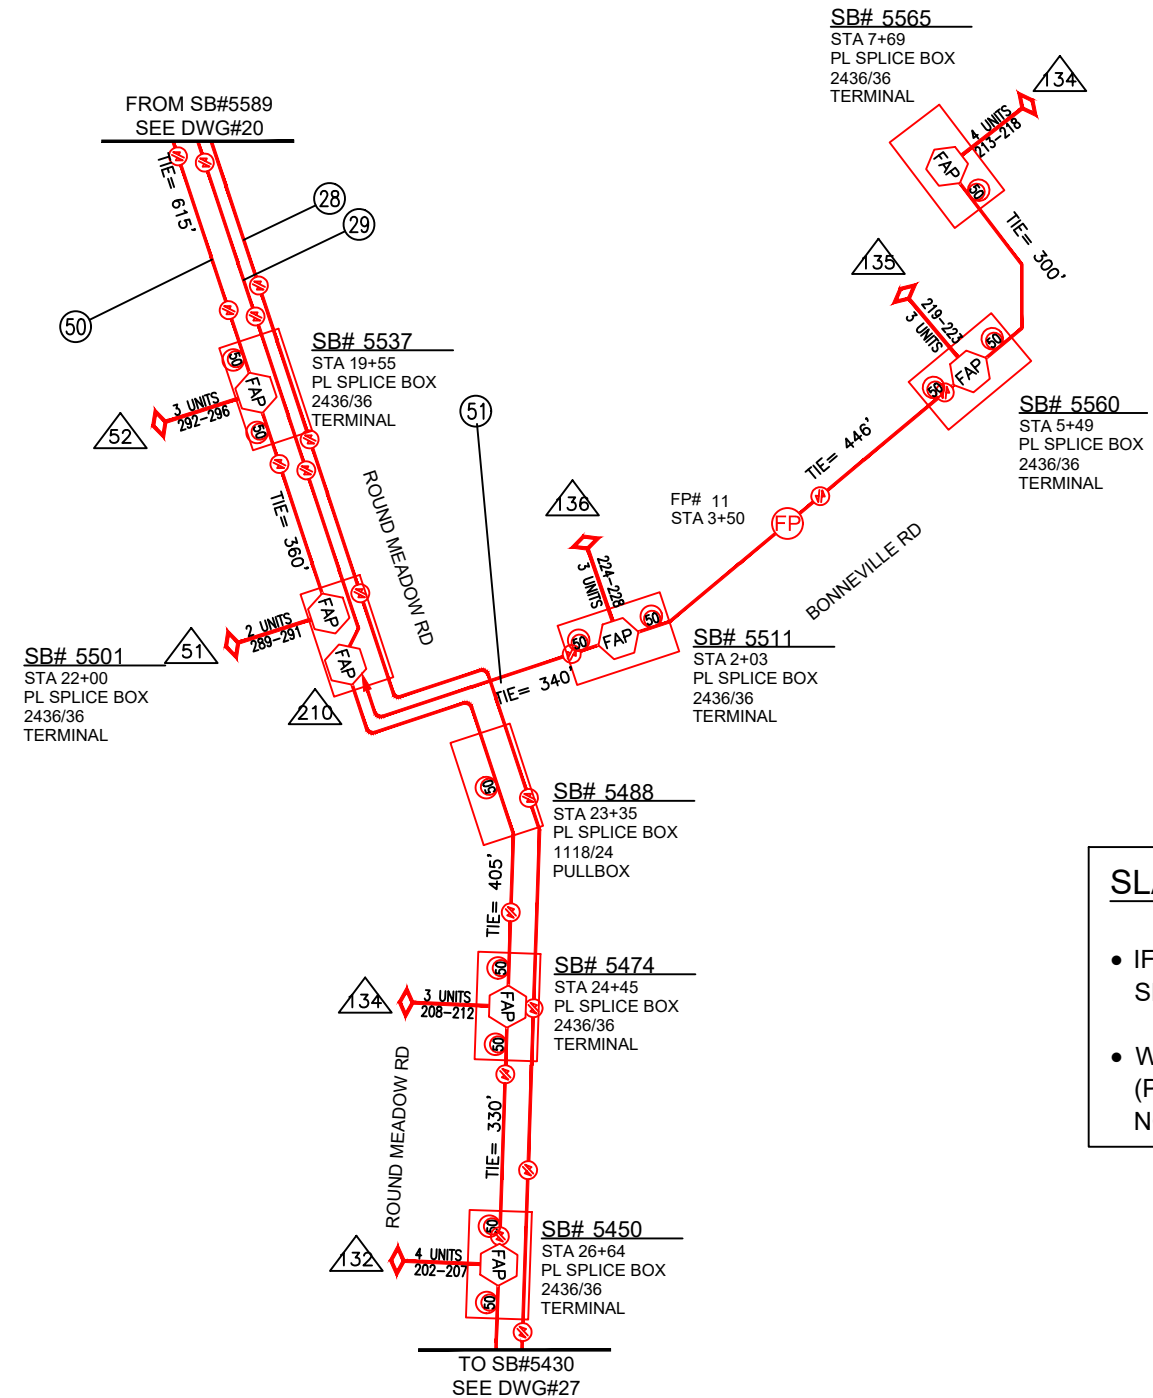 SB# 5565
STA 7+69
PL SPLICE BOX
2436/36
TERMINAL
134
4 UNITS
213-218
FAP
50
TIE= 300'
FROM SB#5589
SEE DWG#20
TIE= 615'
28
29
50
135
219-223
3 UNITS
50
FAP
50
SB# 5560
STA 5+49
PL SPLICE BOX
2436/36
TERMINAL
SB# 5537
STA 19+55
PL SPLICE BOX
2436/36
TERMINAL
50
FAP
50
3 UNITS
292-296
52
51
TIE= 446'
TIE= 360'
ROUND MEADOW RD
136
FP# 11
STA 3+50
FP
BONNEVILLE RD
224-228
3 UNITS
50
FAP
50
SB# 5511
STA 2+03
PL SPLICE BOX
2436/36
TERMINAL
FAP
2 UNITS
289-291
51
SB# 5501
STA 22+00
PL SPLICE BOX
2436/36
TERMINAL
FAP
210
TIE= 340'
SB# 5488
STA 23+35
PL SPLICE BOX
1118/24
PULLBOX
50
TIE= 405'
SB# 5474
STA 24+45
PL SPLICE BOX
2436/36
TERMINAL
50
FAP
50
3 UNITS
208-212
134
ROUND MEADOW RD
TIE= 330'
SB# 5450
STA 26+64
PL SPLICE BOX
2436/36
TERMINAL
50
FAP
50
4 UNITS
202-207
132
TO SB#5430
SEE DWG#27
• IF